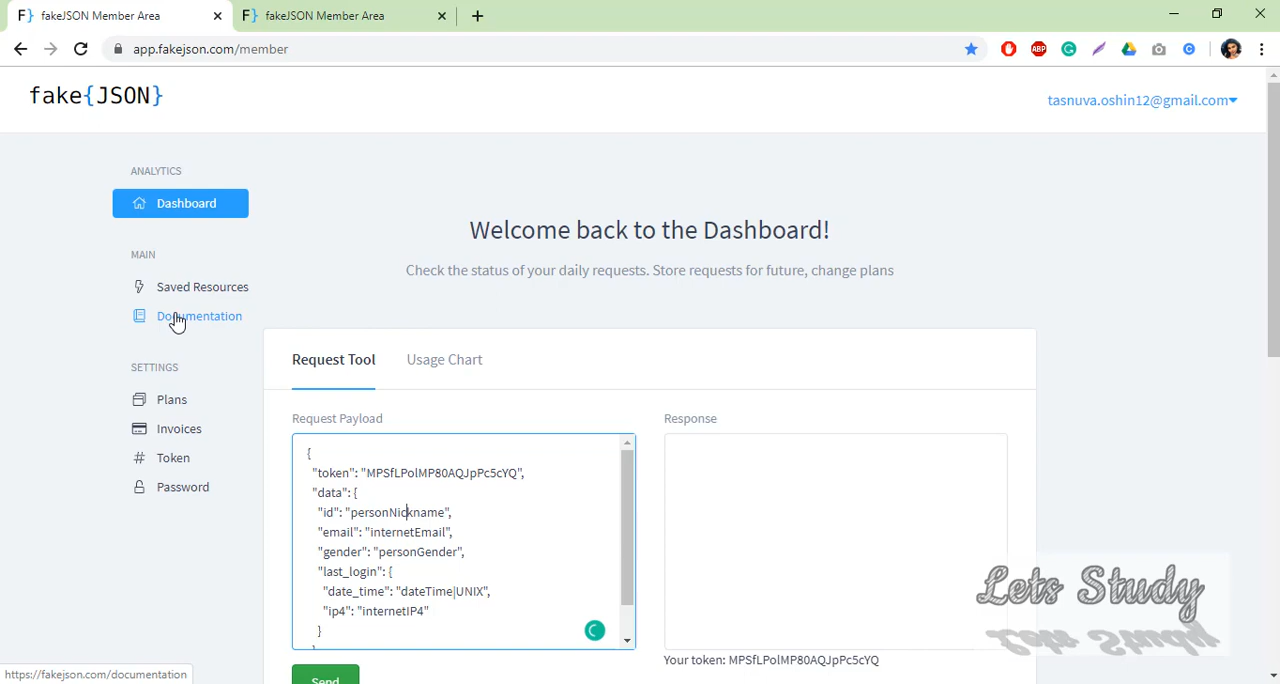 F} fakeJSON Member Area
F} fakeJSON Member Area
app.fakejson.com/member
ABP
fake{JSON}
tasnuva.oshin12@gmail.com
ANALYTICS
Dashboard
MAIN
Saved Resources
Documentation
SETTINGS
Plans
Invoices
Token
Password
Welcome back to the Dashboard!
Check the status of your daily requests. Store requests for future, change plans
Request Tool
Usage Chart
Request Payload
{
"token": "MPSfLPolMP80AQJpPc5cYQ",
"data": {
"id": "personNickname",
"email": "internetEmail",
"gender": "personGender",
"last_login": {
"date_time": "dateTime|UNIX",
"ip4": "internetIP4"
}
Send
Response
Your token: MPSfLPolMP80AQJpPc5cYQ
Lets Study
https://fakejson.com/documentation